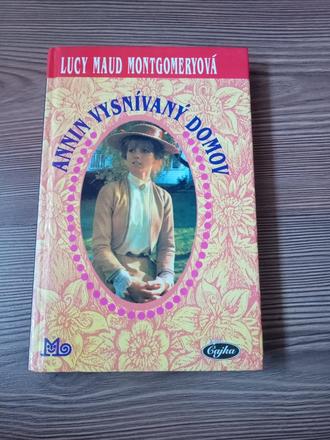 LUCY MAUD MONTGOMERYOVÁ
ANNIN VYSNÍVANÝ DOMOV
Čajka